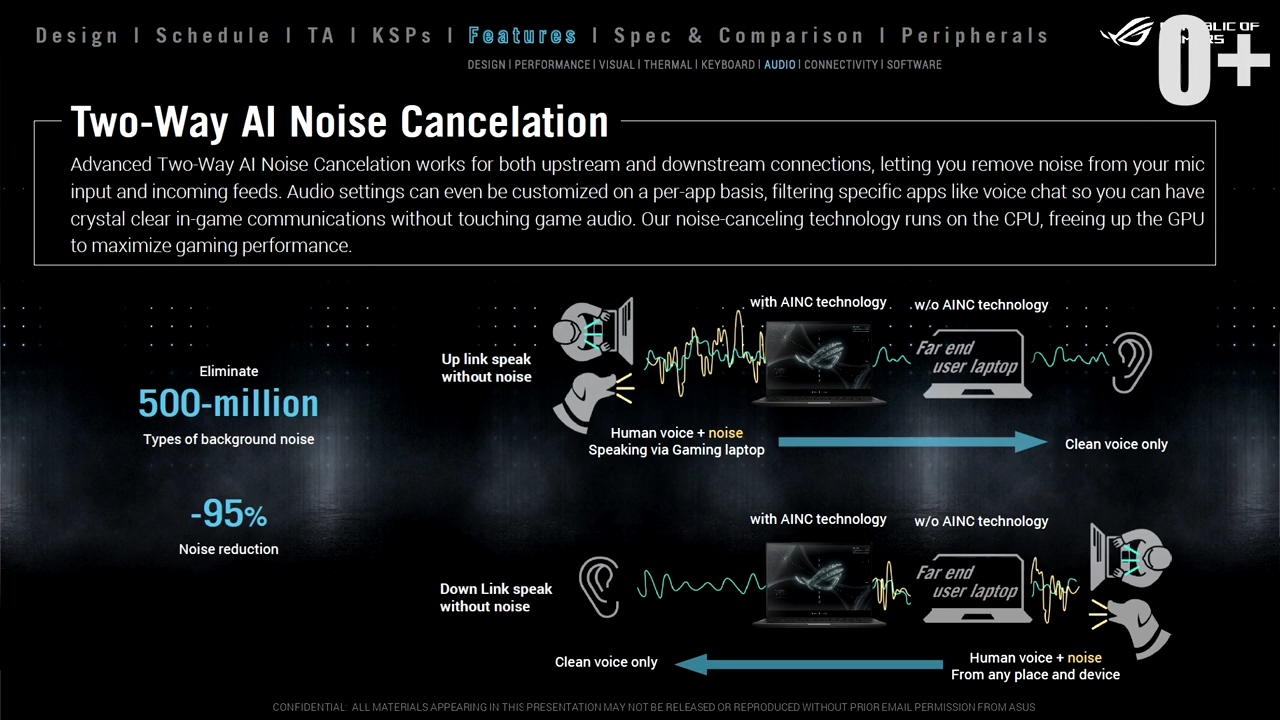 Design | Schedule | TA | KSPs | Features | Spec & Comparison | Peripherals
DESIGN | PERFORMANCE | VISUAL | THERMAL | KEYBOARD | AUDIO | CONNECTIVITY | SOFTWARE
OF
0+
Two-Way AI Noise Cancelation
Advanced Two-Way AI Noise Cancelation works for both upstream and downstream connections, letting you remove noise from your mic
input and incoming feeds. Audio settings can even be customized on a per-app basis, filtering specific apps like voice chat so you can have
crystal clear in-game communications without touching game audio. Our noise-canceling technology runs on the CPU, freeing up the GPU
to maximize gaming performance.
Eliminate
500-million
Types of background noise
-95%
Noise reduction
with AINC technology
w/o AINC technology
Up link speak
without noise
Far end
user laptop
Human voice + noise
Speaking via Gaming laptop
Clean voice only
with AINC technology
w/o AINC technology
Down Link speak
without noise
Far end
user laptop
Clean voice only
Human voice + noise
From any place and device
CONFIDENTIAL: ALL MATERIALS APPEARING IN THIS PRESENTATION MAY NOT BE RELEASED OR REPRODUCED WITHOUT PRIOR EMAIL PERMISSION FROM ASUS